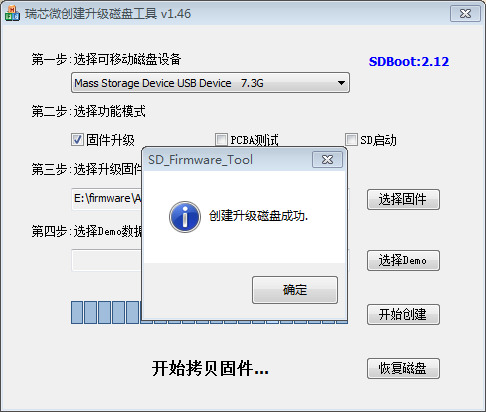 瑞芯微创建升级磁盘工具 v1.46
第一步:选择可移动磁盘设备
SDBoot:2.12
Mass Storage Device USB Device 7.3G
第二步:选择功能模式
固件升级
PCBA测试
SD启动
SD_Firmware_Tool
第三步:选择升级固件
E:\firmware\A
选择固件
创建升级磁盘成功.
第四步:选择Demo数据
选择Demo
确定
开始创建
开始拷贝固件...
恢复磁盘